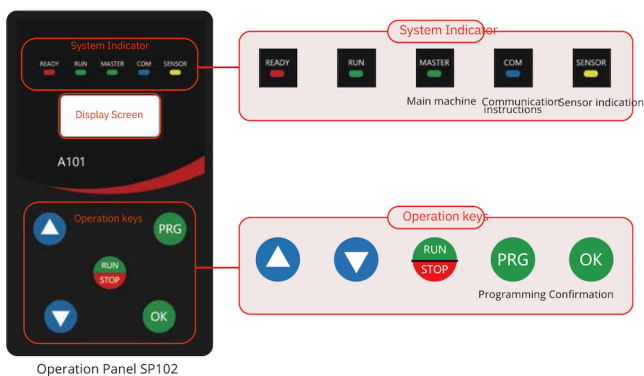 System Indicator
READY RUN MASTER COM SENSOR
Display Screen
A101
Operation keys
PRG
RUN
STOP
OK
Operation Panel SP102
System Indicator
READY RUN MASTER COM SENSOR
Main machine Communication Sensor indication
instructions
Operation keys
RUN
STOP
PRG
OK
Programming Confirmation